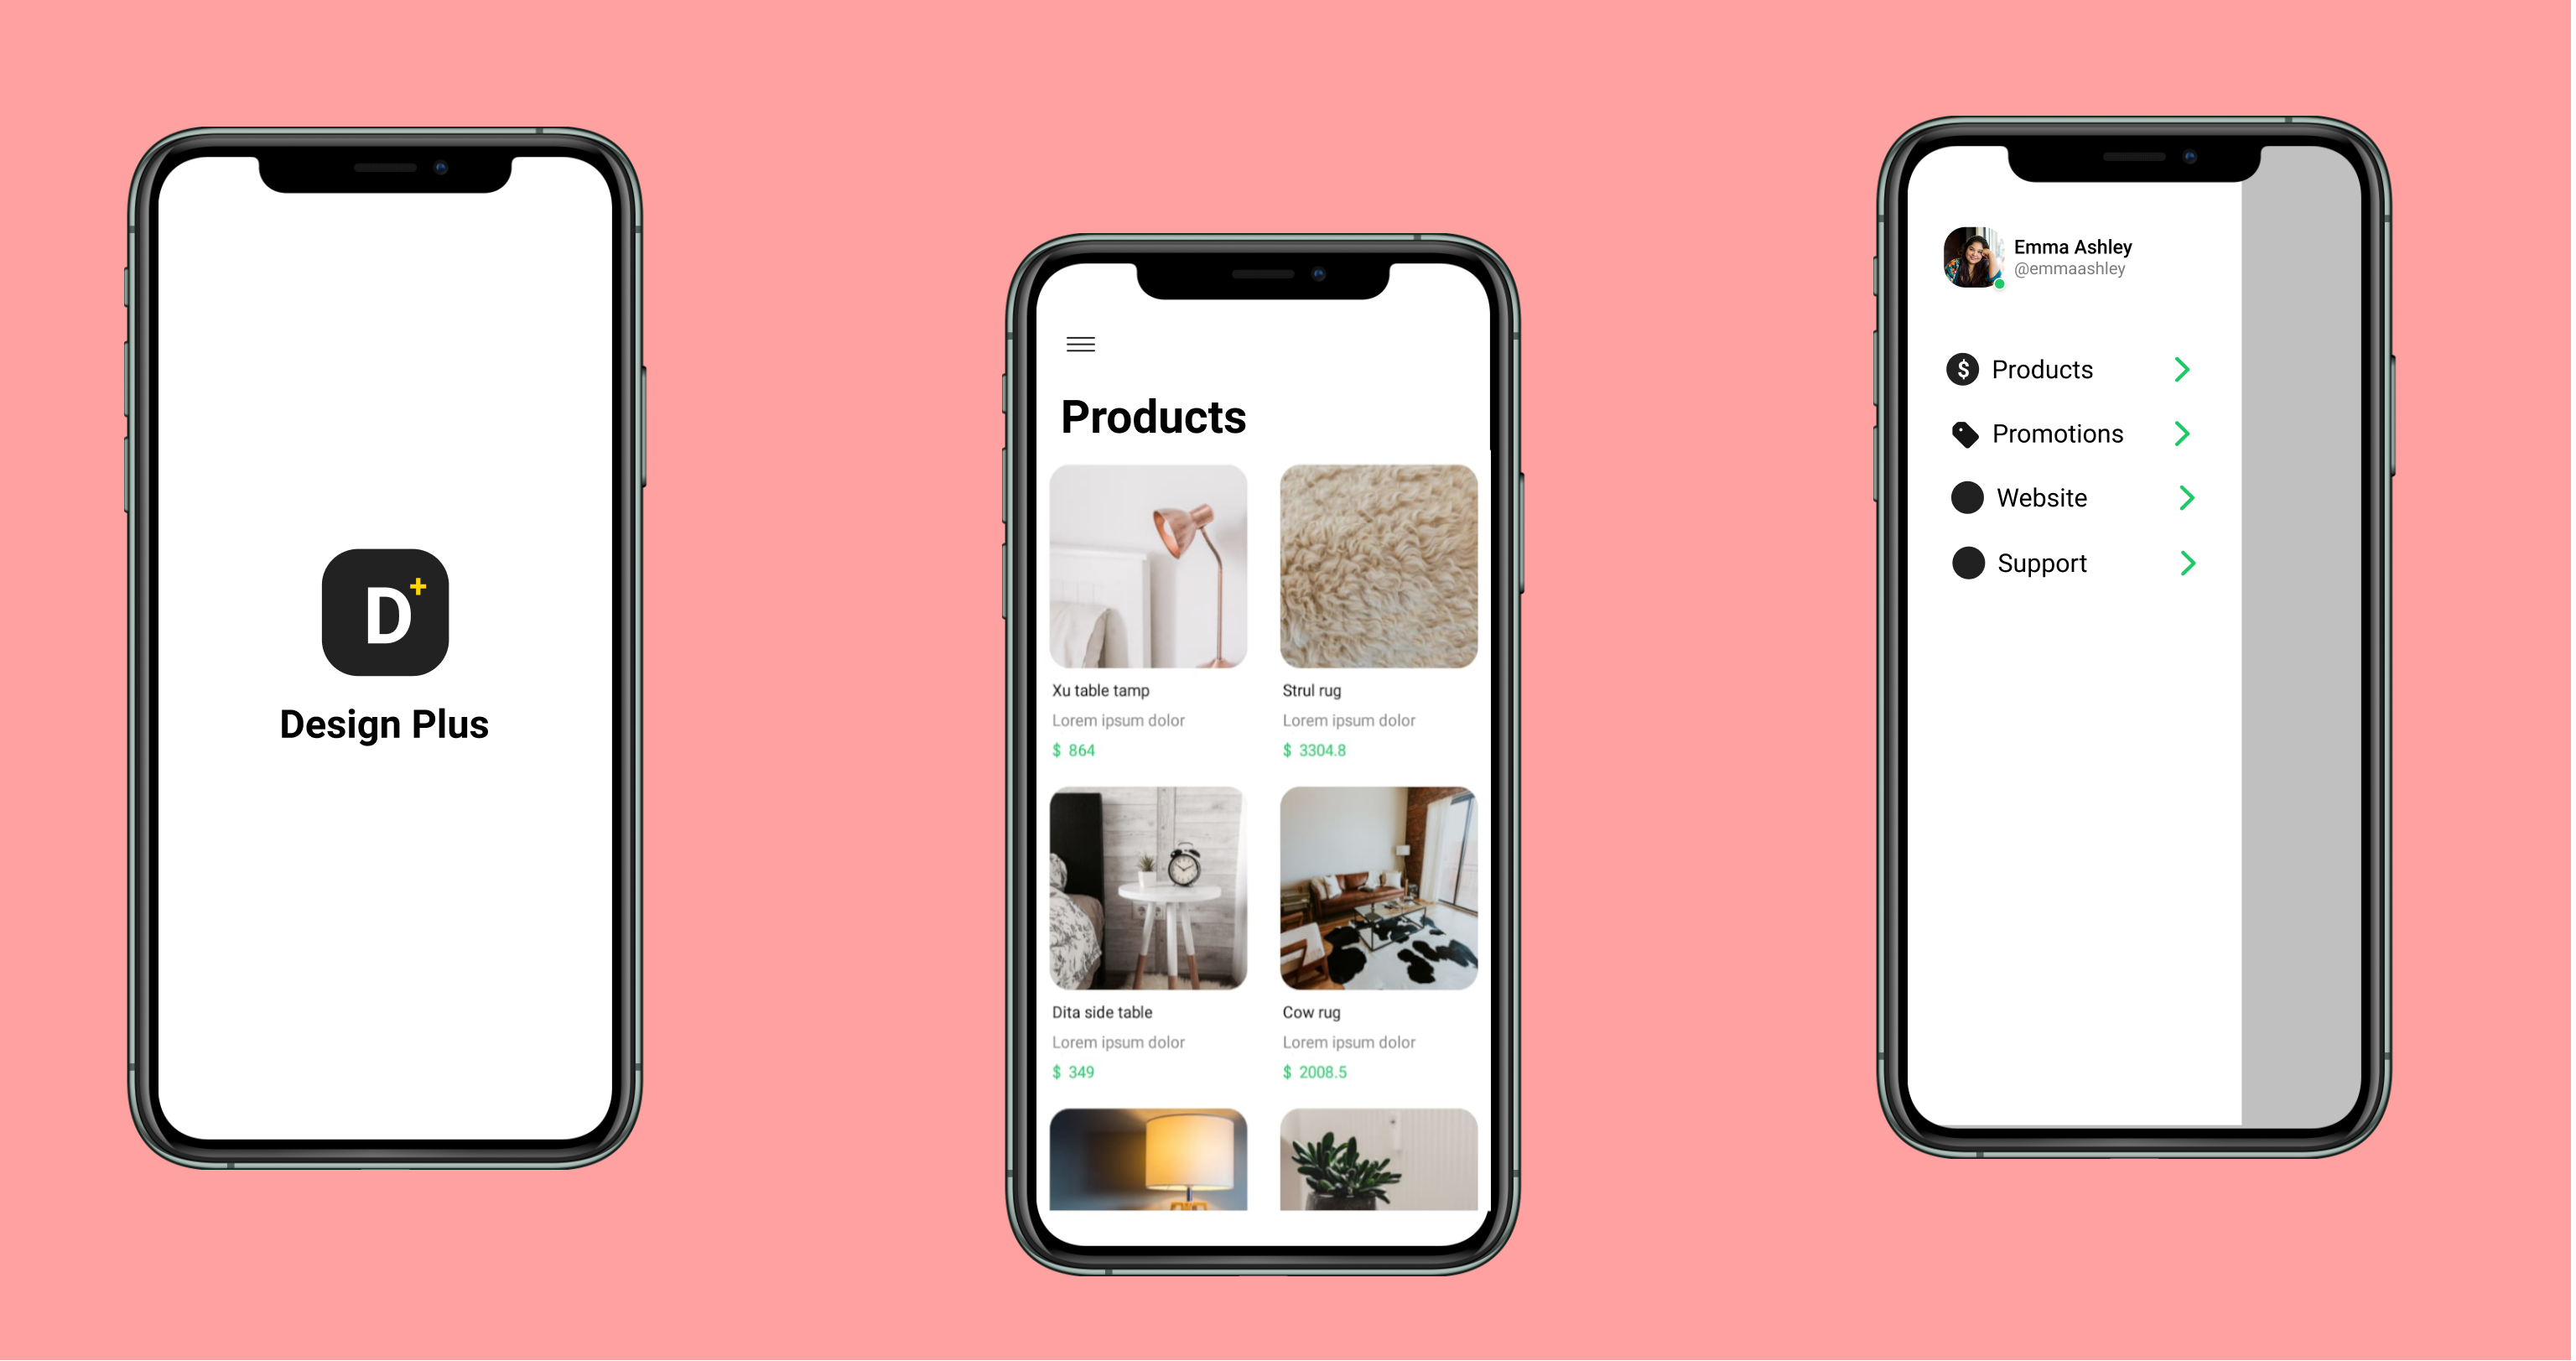 D+
Design Plus
Products
Xu table tamp
Lorem ipsum dolor
$ 864
Strul rug
Lorem ipsum dolor
$ 3304.8
Dita side table
Lorem ipsum dolor
$ 349
Cow rug
Lorem ipsum dolor
$ 2008.5
Emma Ashley
@emmaashley
$ Products
Promotions
Website
Support